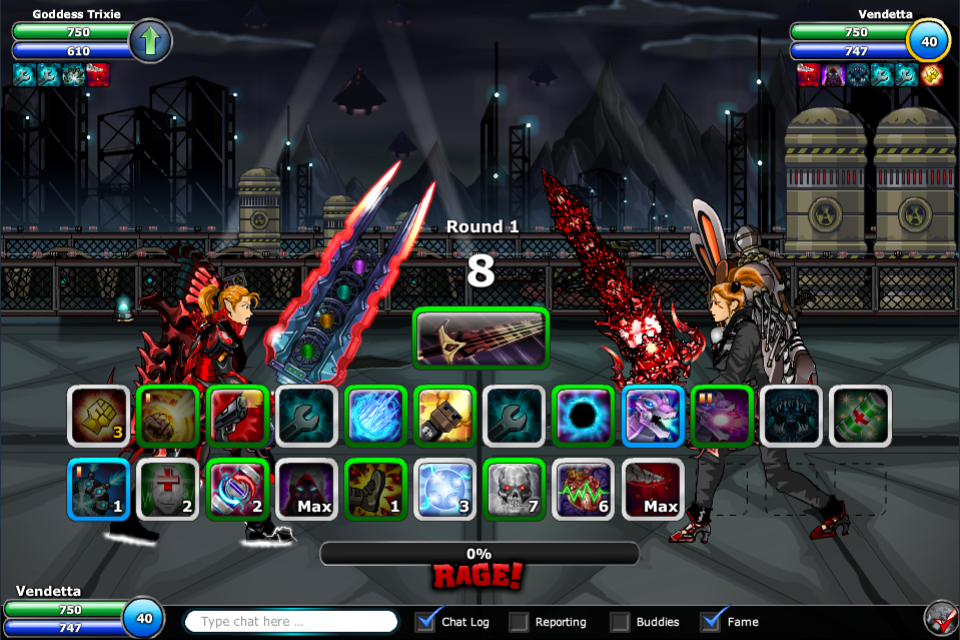 Goddess Trixie
750
610
Vendetta
750
747
40
Round 1
8
3
1
2
2
Max
1
3
7
6
Max
0%
RAGE!
Vendetta
750
747
40
Type chat here ...
Chat Log
Reporting
Buddies
Fame